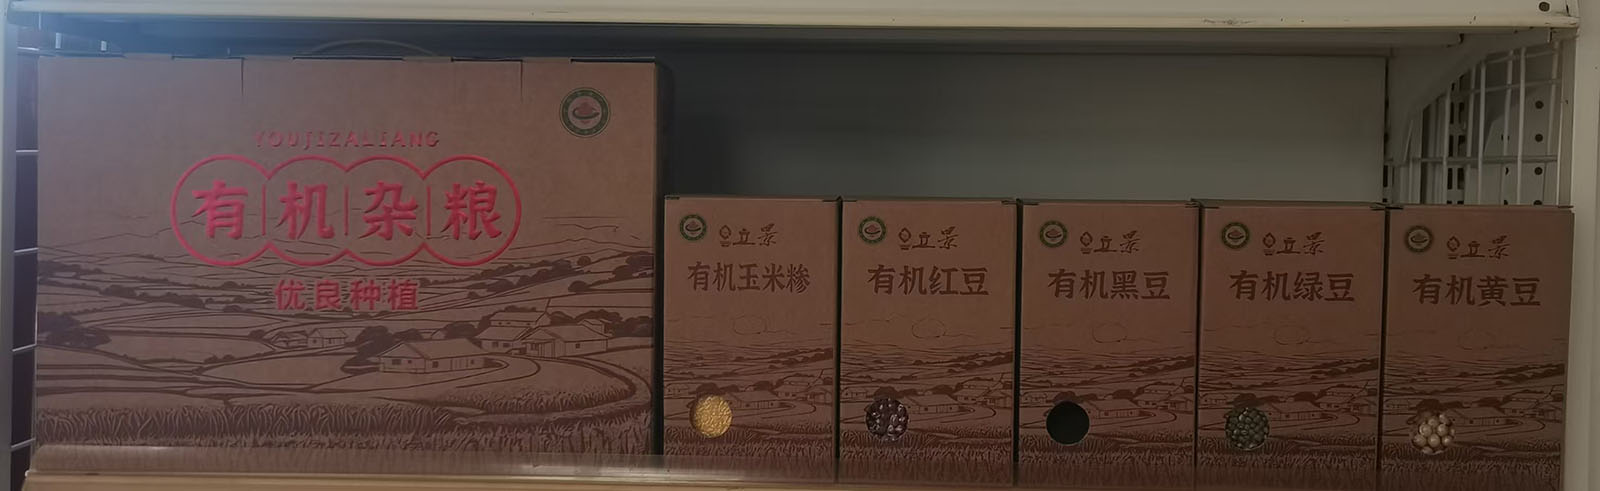 YOUJIZALIANG
有机杂粮
优良种植
立景
有机玉米糁
立景
有机红豆
立景
有机黑豆
立景
有机绿豆
立景
有机黄豆